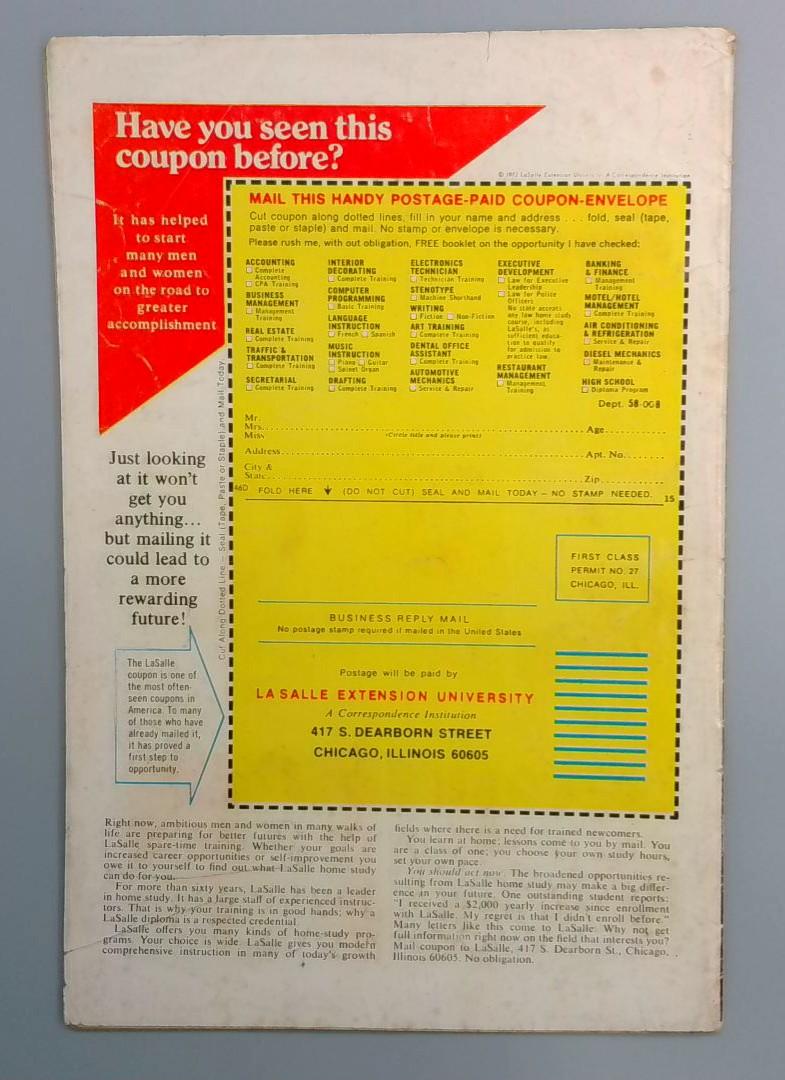 Have you seen this
coupon before?
© 1972 LaSalle Extension University A Correspondence Institution
It has helped
to start
many men
and women
on the road to
greater
accomplishment
MAIL THIS HANDY POSTAGE-PAID COUPON-ENVELOPE
Cut coupon along dotted lines, fill in your name and address . . . fold, seal (tape,
paste or staple) and mail. No stamp or envelope is necessary.
Please rush me, with out obligation, FREE booklet on the opportunity I have checked:
ACCOUNTING
Complete
Accounting
CPA Training
BUSINESS
MANAGEMENT
Management
Training
REAL ESTATE
Complete Training
TRAFFIC &
TRANSPORTATION
Complete Training
SECRETARIAL
Complete Training
INTERIOR
DECORATING
Complete Training
COMPUTER
PROGRAMMING
Basic Training
LANGUAGE
INSTRUCTION
French Spanish
MUSIC
INSTRUCTION
Piano Guitar
Spinet Organ
DRAFTING
Complete Training
ELECTRONICS
TECHNICIAN
Technician Training
STENOTYPE
Machine Shorthand
WRITING
Fiction Non-Fiction
ART TRAINING
Complete Training
DENTAL OFFICE
ASSISTANT
Complete Training
AUTOMOTIVE
MECHANICS
Service & Repair
EXECUTIVE
DEVELOPMENT
Law for Executive
Leadership
Law for Police
Officers
No state accepts
any law home study
course, including
LaSalle's, as
sufficient educa-
tion to qualify
for admission to
practice law.
RESTAURANT
MANAGEMENT
Management
Training
BANKING
& FINANCE
Management
Training
MOTEL/HOTEL
MANAGEMENT
Complete Training
AIR CONDITIONING
& REFRIGERATION
Service & Repair
DIESEL MECHANICS
Maintenance &
Repair
HIGH SCHOOL
Diploma Program
Dept. 58-008
Mr.
Mrs.
Miss
(Circle title and please print)
Age
Address
Apt. No.
City &
State
Zip
46D FOLD HERE (DO NOT CUT) SEAL AND MAIL TODAY – NO STAMP NEEDED. 15
Cut Along Dotted Line – Seal (Tape, Paste or Staple) and Mail Today
Just looking
at it won't
get you
anything...
but mailing it
could lead to
a more
rewarding
future!
The LaSalle
coupon is one of
the most often-
seen coupons in
America. To many
of those who have
already mailed it,
it has proved a
first step to
opportunity.
FIRST CLASS
PERMIT NO. 27
CHICAGO, ILL.
BUSINESS REPLY MAIL
No postage stamp required if mailed in the United States
Postage will be paid by
LA SALLE EXTENSION UNIVERSITY
A Correspondence Institution
417 S. DEARBORN STREET
CHICAGO, ILLINOIS 60605
Right now, ambitious men and women in many walks of
life are preparing for better futures with the help of
LaSalle spare-time training. Whether your goals are
increased career opportunities or self-improvement you
owe it to yourself to find out what LaSalle home study
can do for you.
For more than sixty years, LaSalle has been a leader
in home study. It has a large staff of experienced instruc-
tors. That is why your training is in good hands; why a
LaSalle diploma is a respected credential.
LaSalle offers you many kinds of home-study pro-
grams. Your choice is wide. LaSalle gives you modern
comprehensive instruction in many of today's growth
fields where there is a need for trained newcomers.
You learn at home; lessons come to you by mail. You
are a class of one; you choose your own study hours,
set your own pace.
You should act now. The broadened opportunities re-
sulting from LaSalle home study may make a big differ-
ence in your future. One outstanding student reports:
"I received a $2,000 yearly increase since enrollment
with LaSalle. My regret is that I didn't enroll before."
Many letters like this come to LaSalle. Why not get
full information right now on the field that interests you?
Mail coupon to LaSalle, 417 S. Dearborn St., Chicago,
Illinois 60605. No obligation.